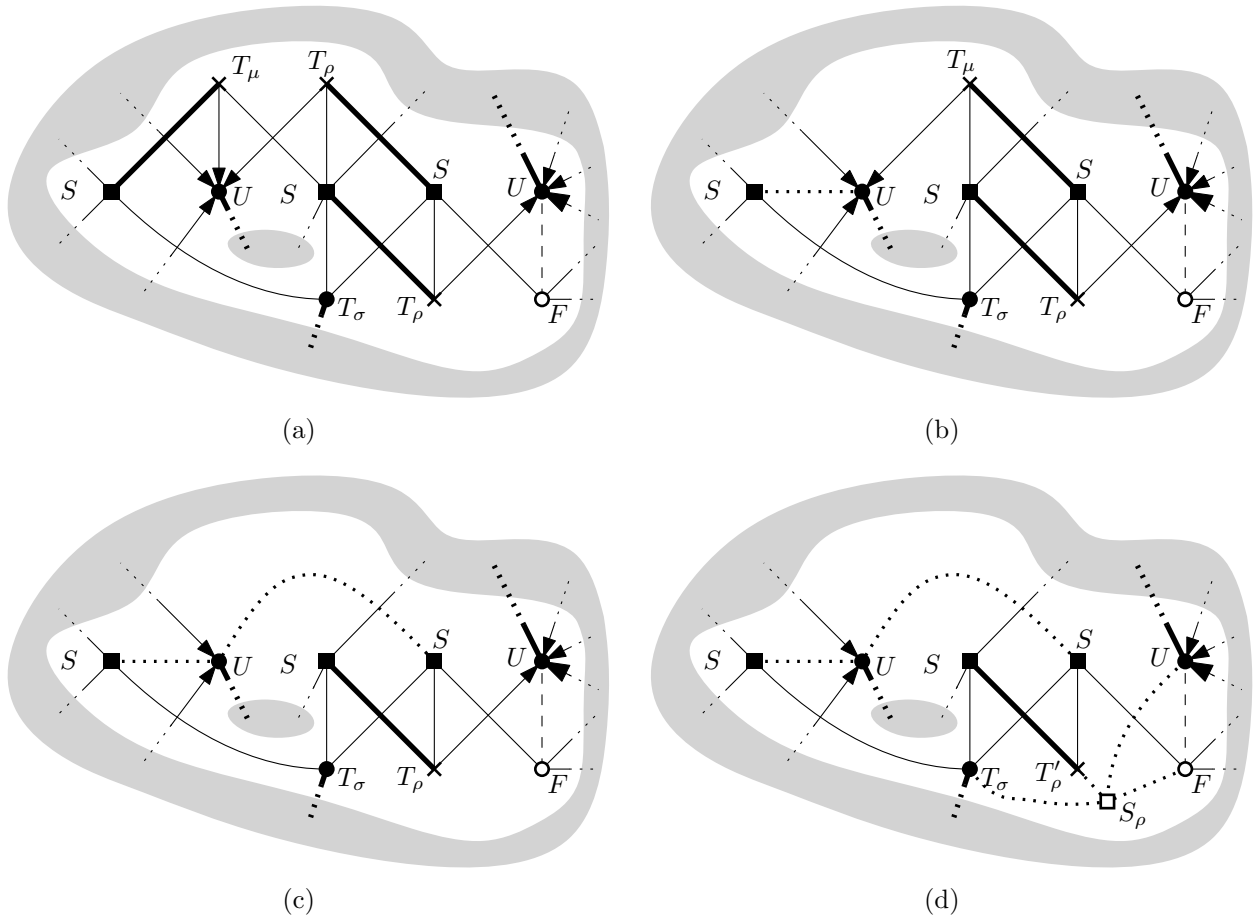 T_μ T_ρ T_μ
S U S S U S U S S U
T_σ T_ρ F T_σ T_ρ F
(a) (b)
S U S S U S U S S U
T_σ T_ρ F T_σ T′_ρ F
S_ρ
(c) (d)